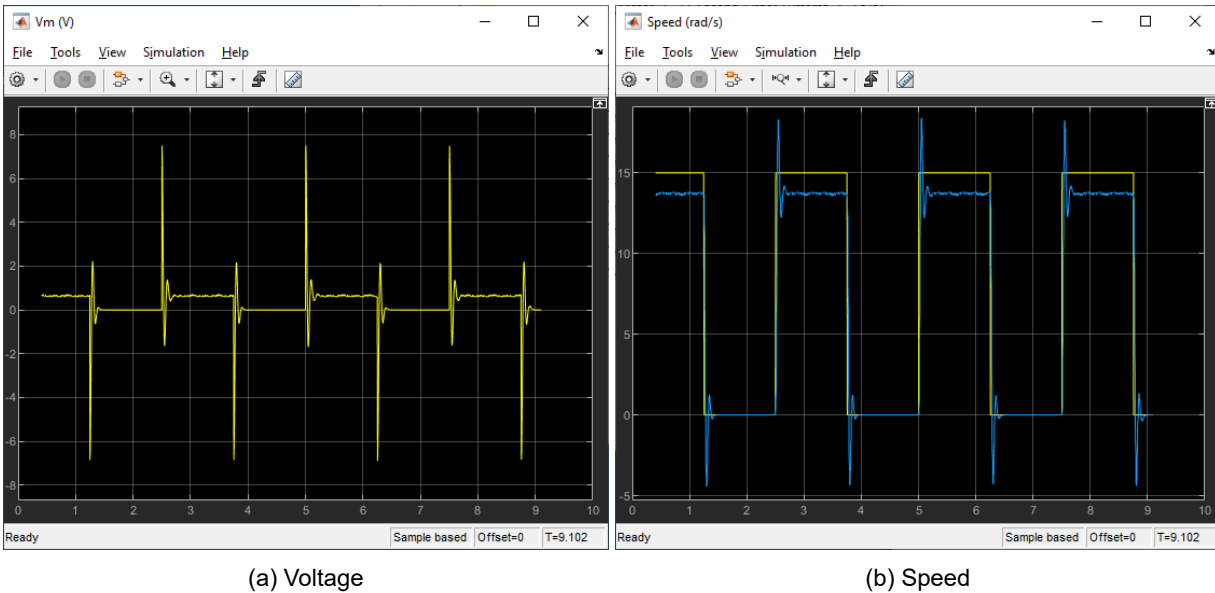 Vm (V)
File Tools View Simulation Help
8
6
4
2
0
-2
-4
-6
-8
0 1 2 3 4 5 6 7 8 9 10
Ready Sample based Offset=0 T=9.102
(a) Voltage
Speed (rad/s)
File Tools View Simulation Help
15
10
5
0
-5
0 1 2 3 4 5 6 7 8 9 10
Ready Sample based Offset=0 T=9.102
(b) Speed